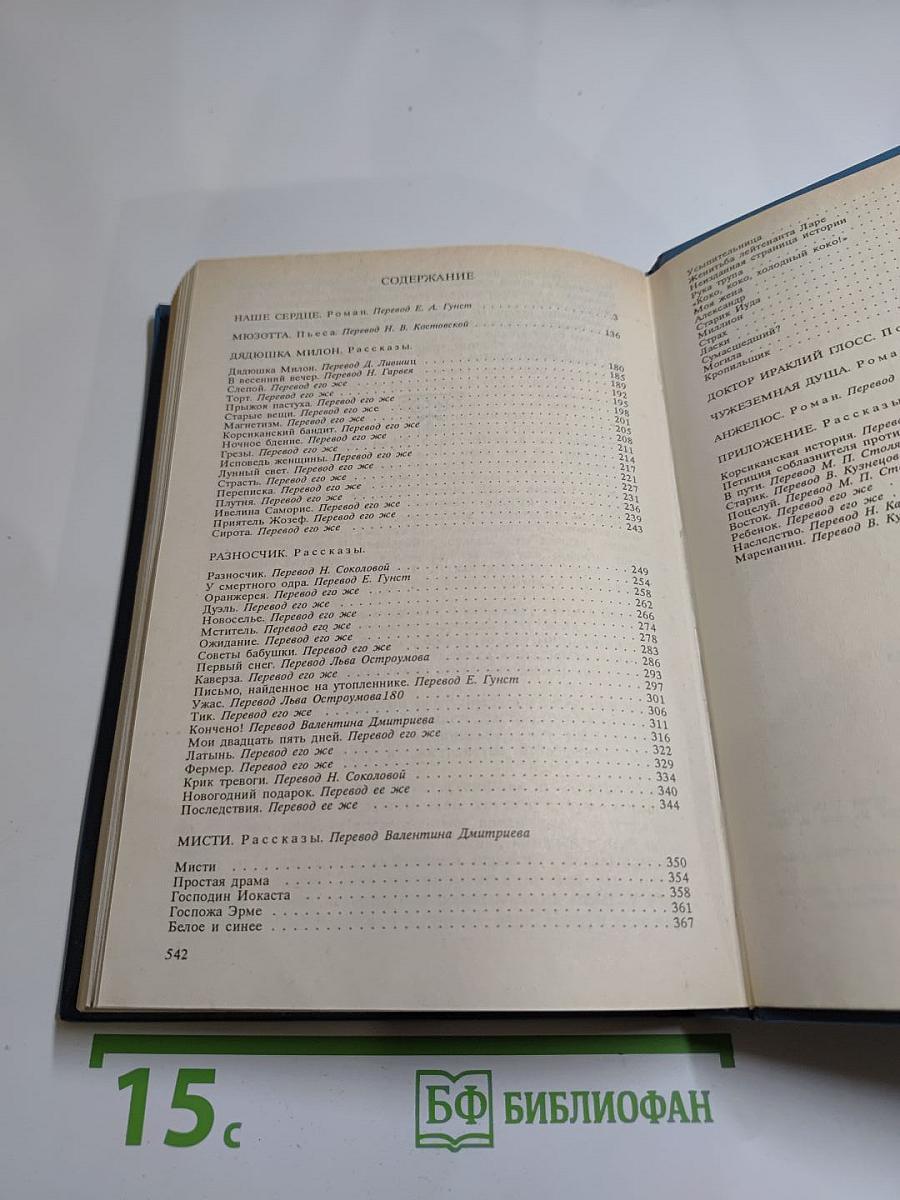 СОДЕРЖАНИЕ
НАШЕ СЕРДЦЕ. Роман. Перевод Е. А. Гунст . . . 3
МЮЗОТТА. Пьеса. Перевод Н. В. Костовской . . . 136
ДЯДЮШКА МИЛОН. Рассказы.
Дядюшка Милон. Перевод Д. Лившиц . . . 180
В весенний вечер. Перевод Н. Гарвея . . . 185
Слепой. Перевод его же . . . 189
Торт. Перевод его же . . . 192
Прыжок пастуха. Перевод его же . . . 195
Старые вещи. Перевод его же . . . 198
Магнетизм. Перевод его же . . . 201
Корсиканский бандит. Перевод его же . . . 205
Ночное бдение. Перевод его же . . . 208
Грезы. Перевод его же . . . 211
Исповедь женщины. Перевод его же . . . 214
Лунный свет. Перевод его же . . . 217
Страсть. Перевод его же . . . 221
Переписка. Перевод его же . . . 227
Плутня. Перевод его же . . . 231
Ивелина Саморис. Перевод его же . . . 236
Приятель Жозеф. Перевод его же . . . 239
Сирота. Перевод его же . . . 243
РАЗНОСЧИК. Рассказы.
Разносчик. Перевод Н. Соколовой . . . 249
У смертного одра. Перевод Е. Гунст . . . 254
Оранжерея. Перевод его же . . . 258
Дуэль. Перевод его же . . . 262
Новоселье. Перевод его же . . . 266
Мститель. Перевод его же . . . 274
Ожидание. Перевод его же . . . 278
Советы бабушки. Перевод его же . . . 283
Первый снег. Перевод Льва Остроумова . . . 286
Каверза. Перевод его же . . . 293
Письмо, найденное на утопленнике. Перевод Е. Гунст . . . 297
Ужас. Перевод Льва Остроумова180 . . . 301
Тик. Перевод его же . . . 306
Кончено! Перевод Валентина Дмитриева . . . 311
Мои двадцать пять дней. Перевод его же . . . 316
Латынь. Перевод его же . . . 322
Фермер. Перевод его же . . . 329
Крик тревоги. Перевод Н. Соколовой . . . 334
Новогодний подарок. Перевод ее же . . . 340
Последствия. Перевод ее же . . . 344
МИСТИ. Рассказы. Перевод Валентина Дмитриева
Мисти . . . 350
Простая драма . . . 354
Господин Иокаста . . . 358
Госпожа Эрме . . . 361
Белое и синее . . . 367
542
Усыпительница
Женитьба лейтенанта Ларе
Неизданная страница истории
Рука трупа
«Коко, коко, холодный коко!»
Моя жена
Александр
Старик Иуда
Миллион
Страх
Ласки
Сумасшедший?
Могила
Кропильщик
ДОКТОР ИРАКЛИЙ ГЛОСС. По
ЧУЖЕЗЕМНАЯ ДУША. Рома
АНЖЕЛЮС. Роман. Перевод
ПРИЛОЖЕНИЕ. Рассказы
Корсиканская история. Перево
Петиция соблазнителя проти
В пути. Перевод М. П. Столя
Старик. Перевод В. Кузнецов
Поцелуй. Перевод М. П. Сто
Восток. Перевод его же
Ребенок. Перевод его же
Наследство. Перевод Н. Ка
Марсианин. Перевод В. Ку
15 с
БФ БИБЛИОФАН